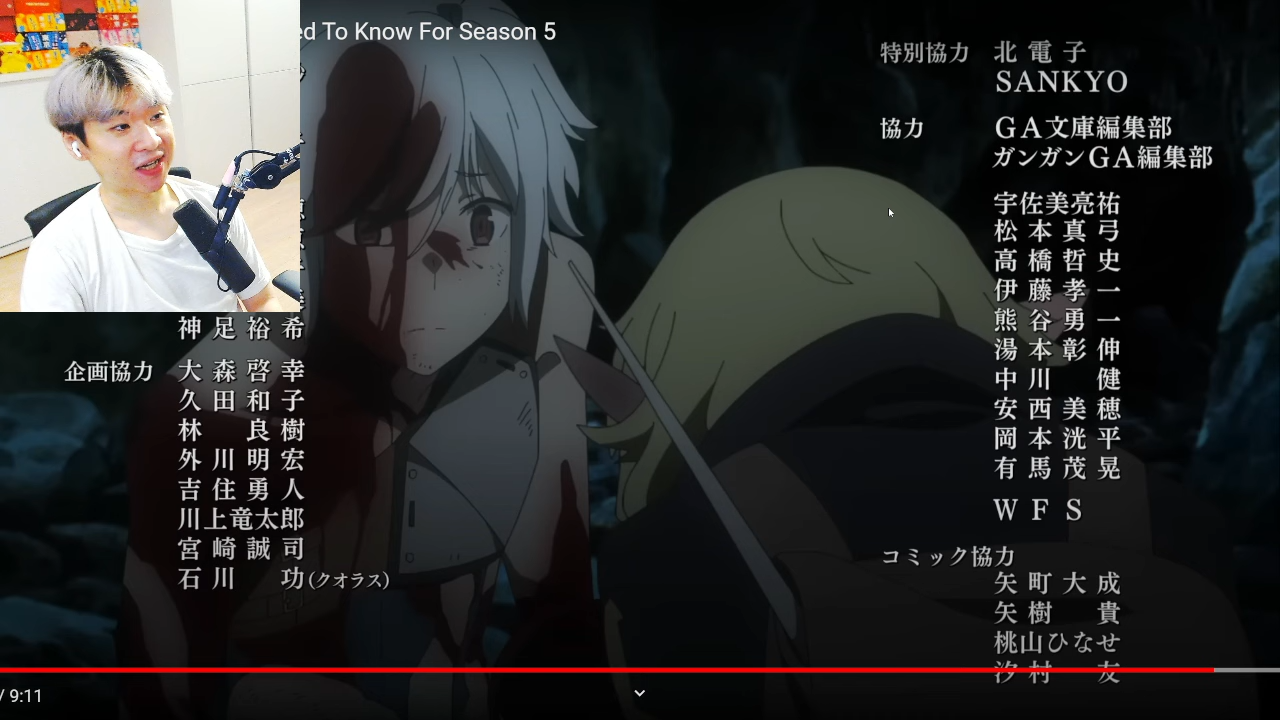 ed To Know For Season 5
神足裕希
企画協力 大森啓幸
久田和子
林 良樹
外川明宏
吉住勇人
川上竜太郎
宮崎誠司
石川 功(クオラス)
特別協力 北電子
SANKYO
協力 GA文庫編集部
ガンガンGA編集部
宇佐美亮祐
松本真弓
高橋哲史
伊藤孝一
熊谷勇一
湯本彰伸
中川 健
安西美穂
岡本洸平
有馬茂晃
WFS
コミック協力
矢町大成
矢樹 貴
桃山ひなせ
汐村 友
/ 9:11